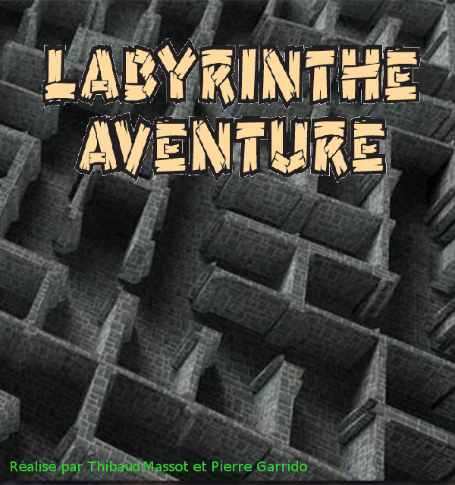 LABYRINTHE
AVENTURE
Réalisé par Thibaud Massot et Pierre Garrido